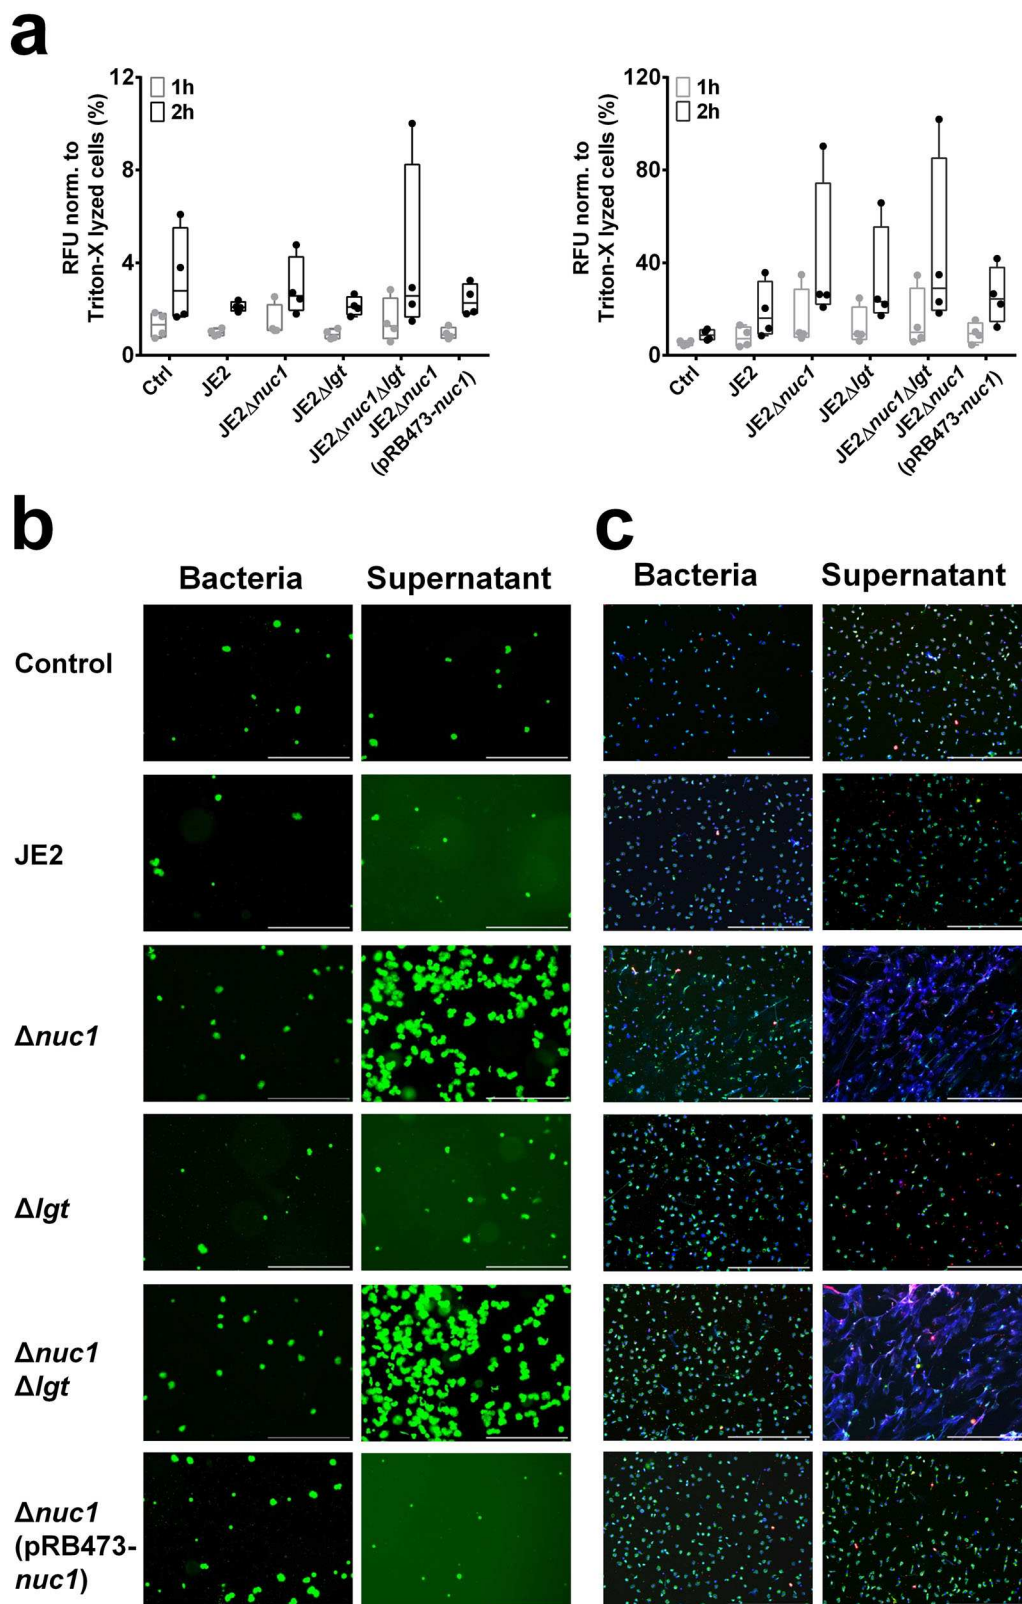 a
12
8
4
0
RFU norm. to
Triton-X lyzed cells (%)
1h
2h
Ctrl
JE2
JE2Δnuc1
JE2Δlgt
JE2Δnuc1Δlgt
JE2Δnuc1
(pRB473-nuc1)
120
80
40
0
RFU norm. to
Triton-X lyzed cells (%)
1h
2h
Ctrl
JE2
JE2Δnuc1
JE2Δlgt
JE2Δnuc1Δlgt
JE2Δnuc1
(pRB473-nuc1)
b
Bacteria Supernatant
c
Bacteria Supernatant
Control
JE2
Δnuc1
Δlgt
Δnuc1
Δlgt
Δnuc1
(pRB473-
nuc1)